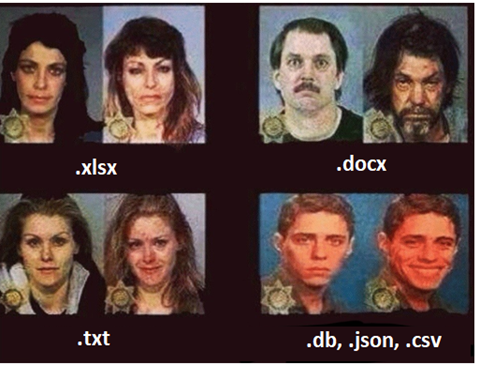 .xlsx
.docx
.txt
.db, .json, .csv